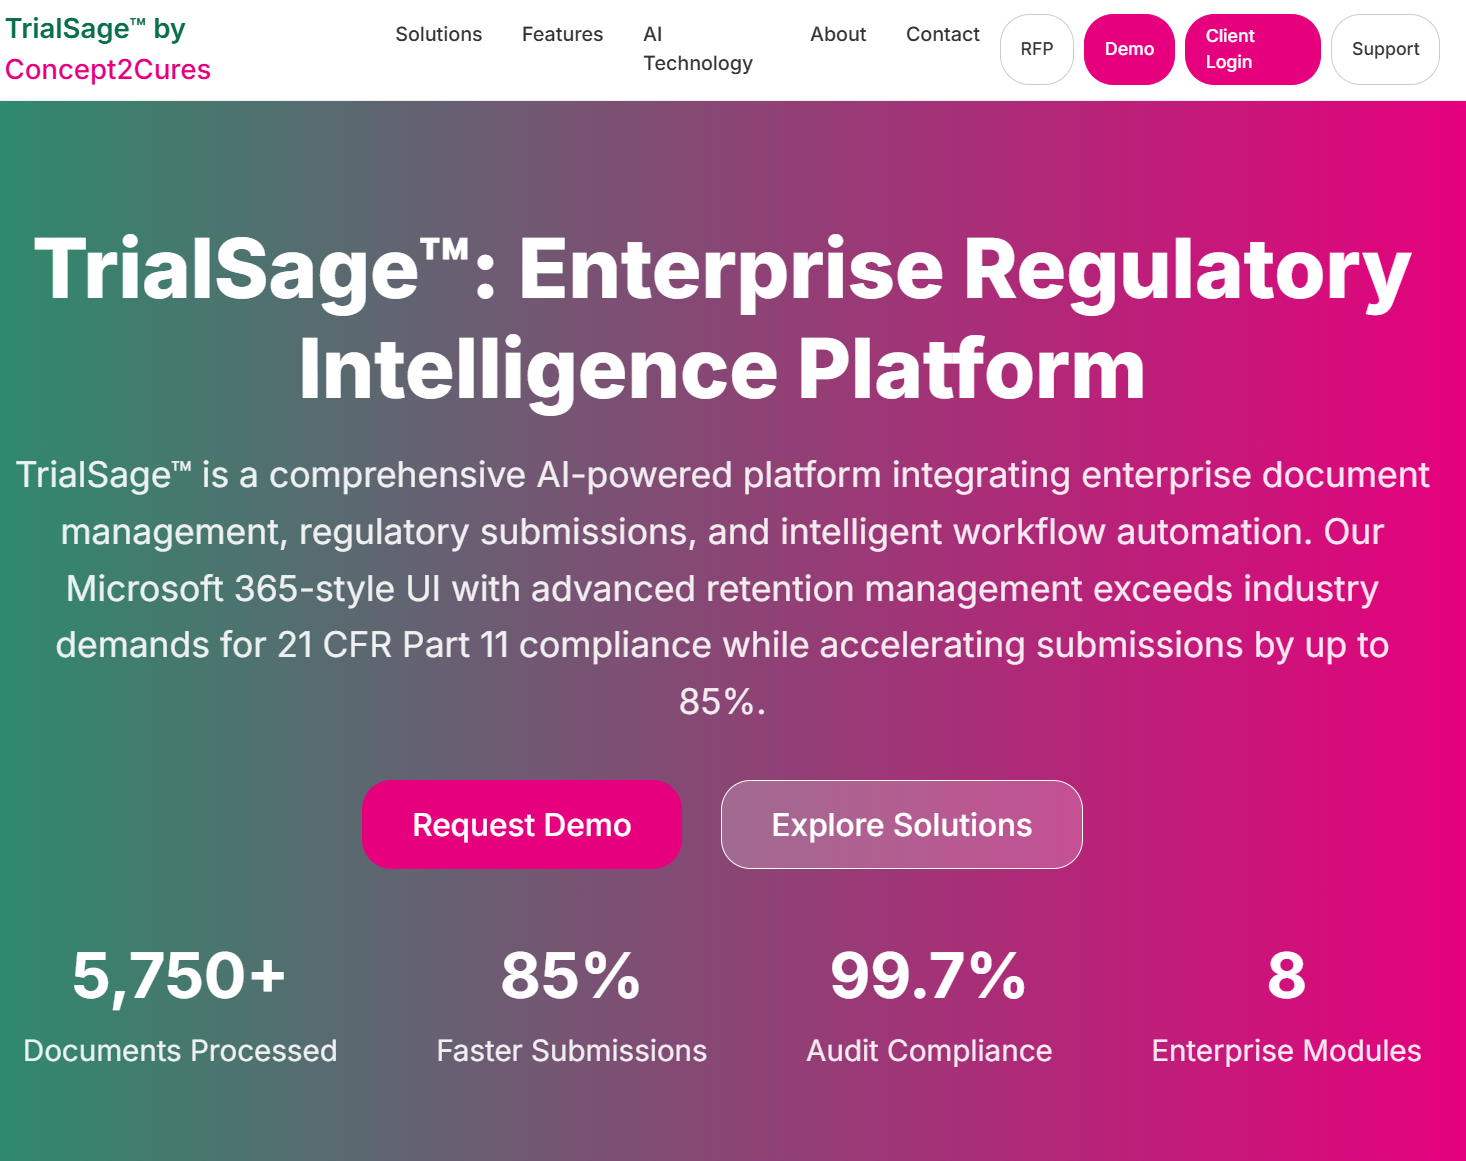 TrialSage™ by
Concept2Cures
Solutions
Features
AI
Technology
About
Contact
RFP
Demo
Client
Login
Support
TrialSage™: Enterprise Regulatory
Intelligence Platform
TrialSage™ is a comprehensive AI-powered platform integrating enterprise document
management, regulatory submissions, and intelligent workflow automation. Our
Microsoft 365-style UI with advanced retention management exceeds industry
demands for 21 CFR Part 11 compliance while accelerating submissions by up to
85%.
Request Demo
Explore Solutions
5,750+
Documents Processed
85%
Faster Submissions
99.7%
Audit Compliance
8
Enterprise Modules